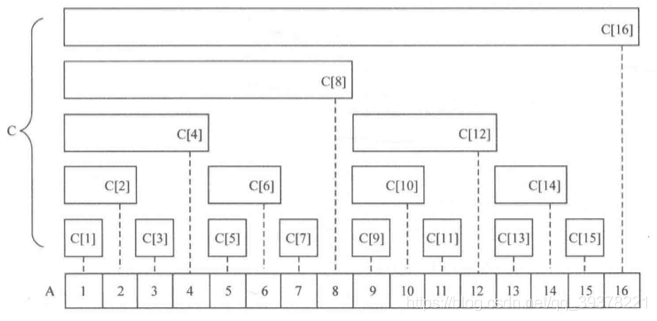 C[16]
C[8]
C[4] C[12]
C C[2] C[6] C[10] C[14]
C[1] C[3] C[5] C[7] C[9] C[11] C[13] C[15]
A 1 2 3 4 5 6 7 8 9 10 11 12 13 14 15 16
https://blog.csdn.net/qq_39378221